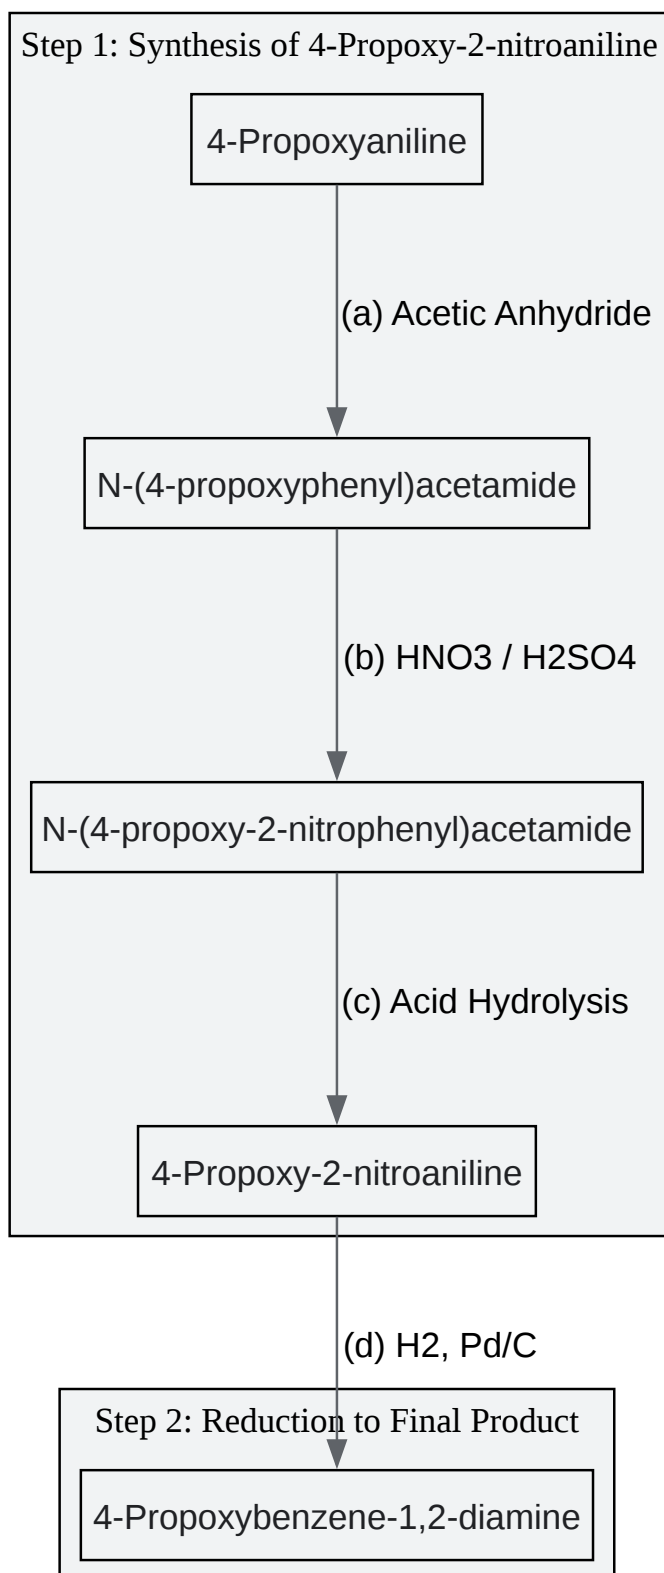 Step 1: Synthesis of 4-Propoxy-2-nitroaniline
4-Propoxyaniline
(a) Acetic Anhydride
N-(4-propoxyphenyl)acetamide
(b) HNO3 / H2SO4
N-(4-propoxy-2-nitrophenyl)acetamide
(c) Acid Hydrolysis
4-Propoxy-2-nitroaniline
(d) H2, Pd/C
Step 2: Reduction to Final Product
4-Propoxybenzene-1,2-diamine